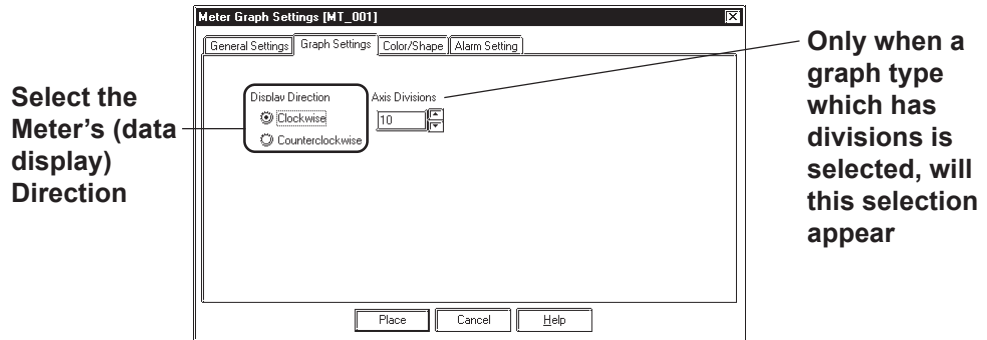 Meter Graph Settings [MT_001]
General Settings Graph Settings Color/Shape Alarm Setting
Select the
Meter's (data
display)
Direction
Display Direction
Clockwise
Counterclockwise
Axis Divisions
10
Only when a
graph type
which has
divisions is
selected, will
this selection
appear
Place Cancel Help